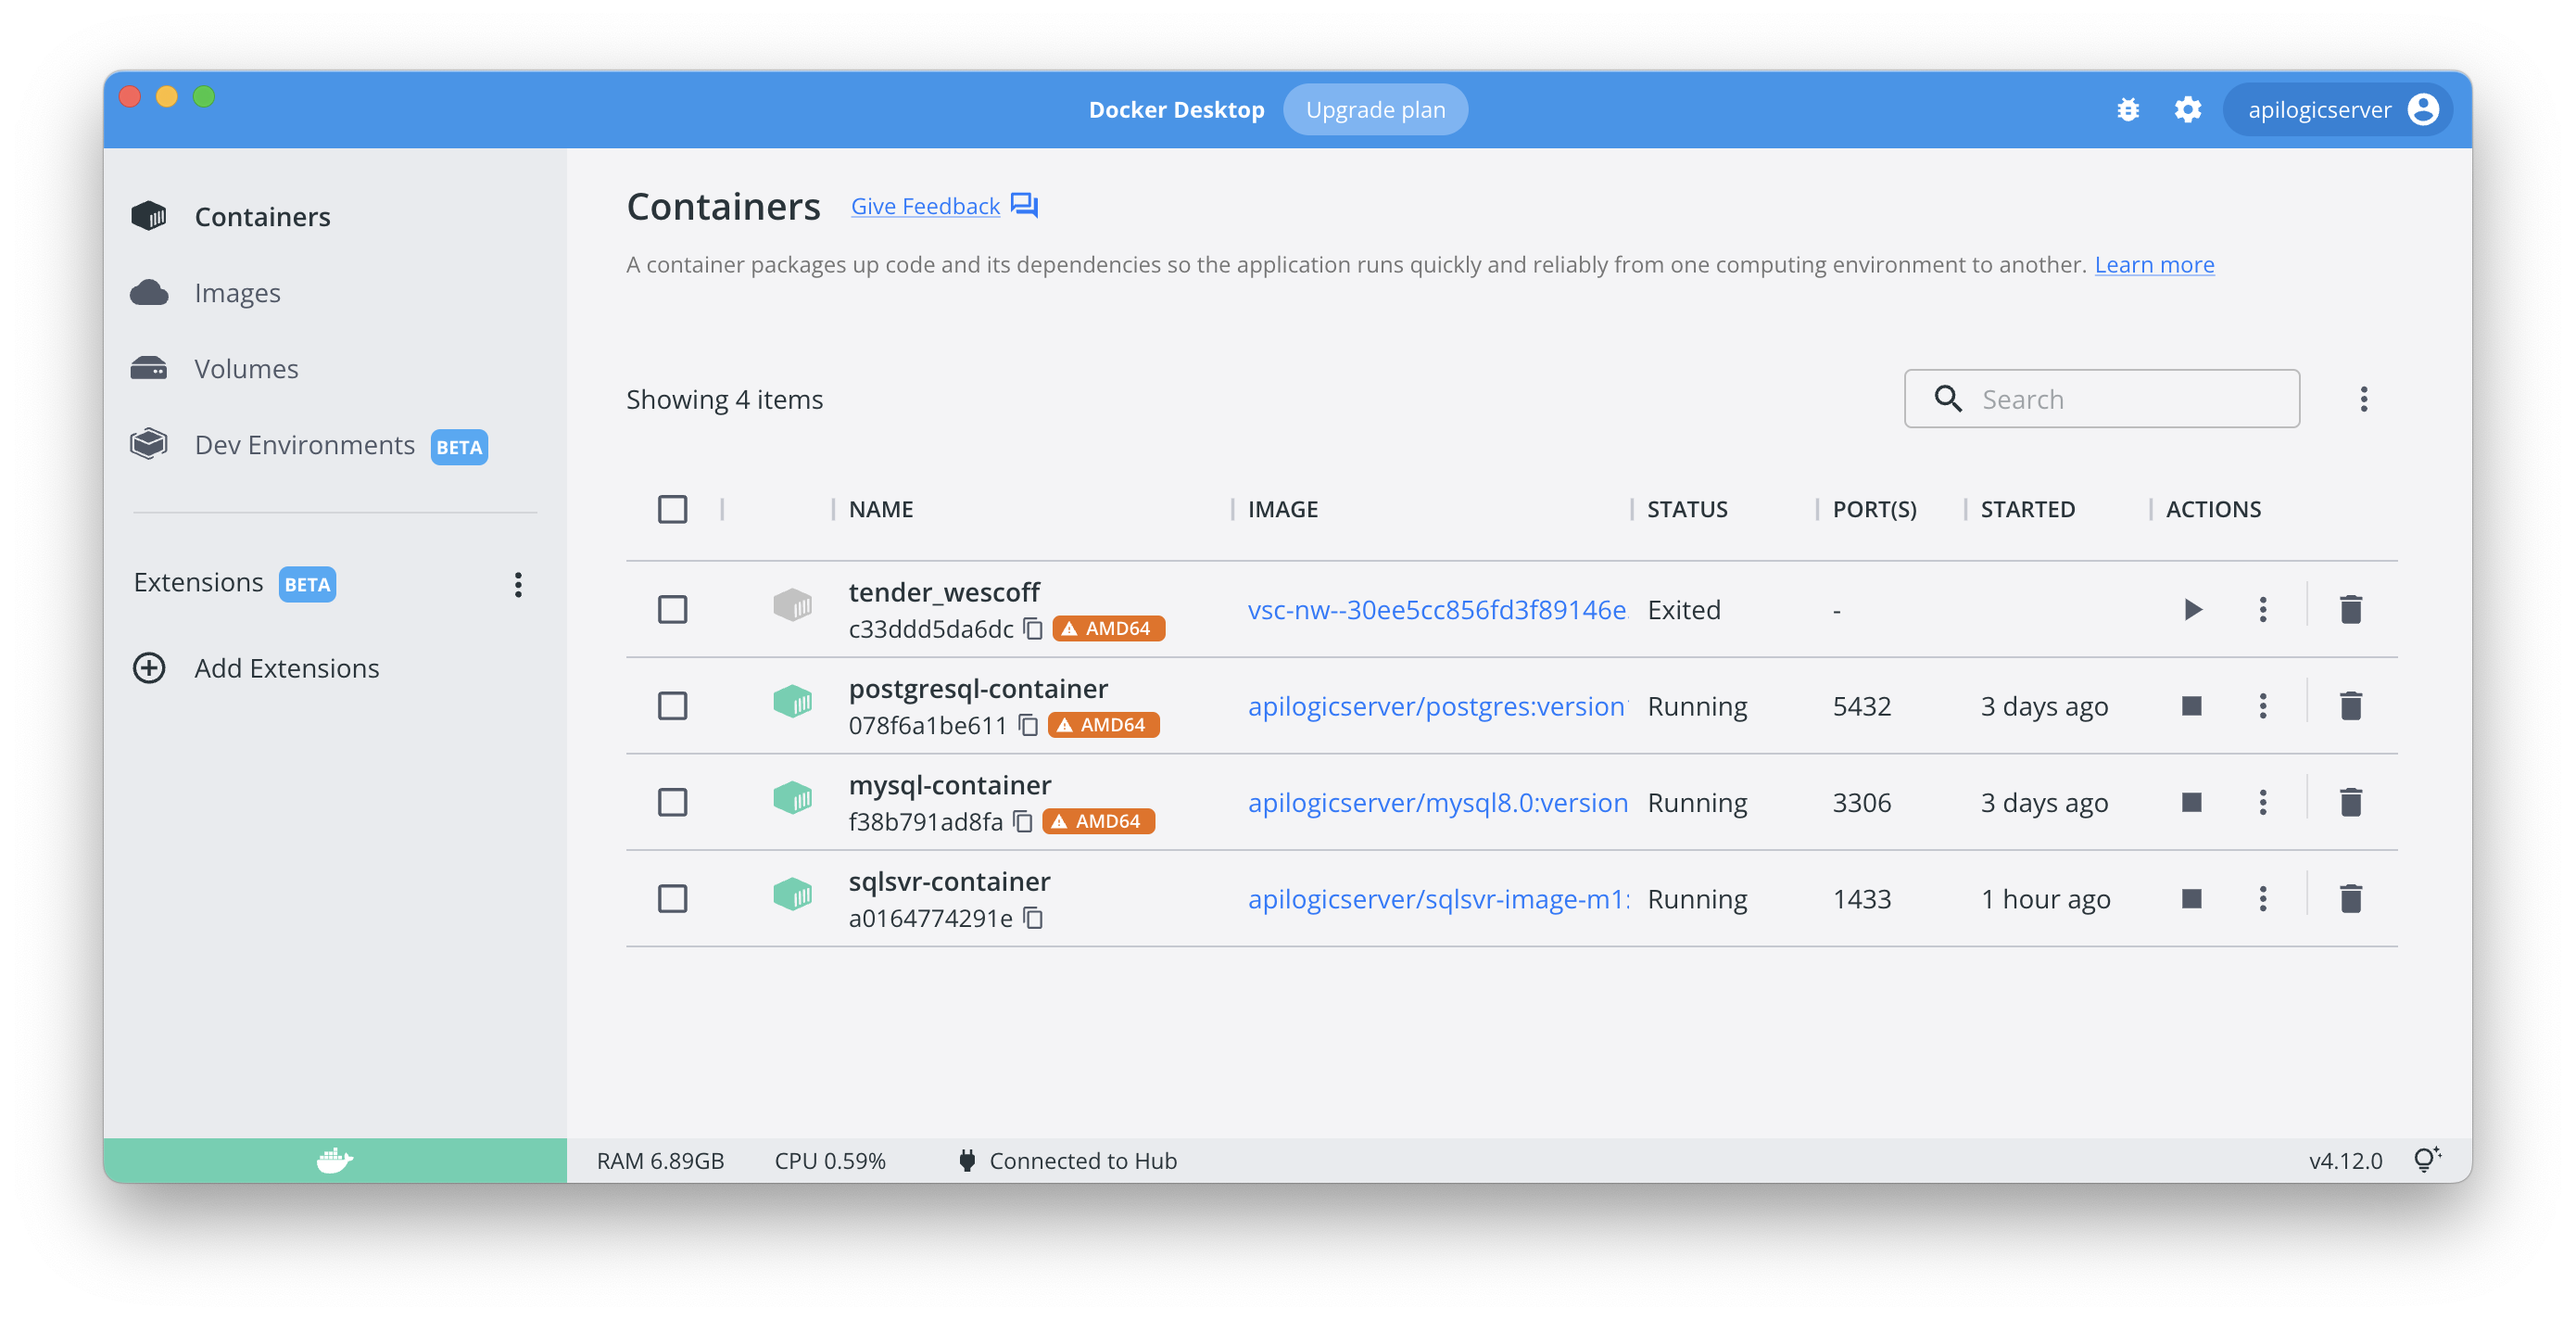 Docker Desktop Upgrade plan apilogicserver
Containers
Images
Volumes
Dev Environments BETA
Extensions BETA
Add Extensions
Containers Give Feedback
A container packages up code and its dependencies so the application runs quickly and reliably from one computing environment to another. Learn more
Showing 4 items Search
NAME IMAGE STATUS PORT(S) STARTED ACTIONS
tender_wescoff
c33ddd5da6dc AMD64
vsc-nw--30ee5cc856fd3f89146e Exited -
postgresql-container
078f6a1be611 AMD64
apilogicserver/postgres:version Running 5432 3 days ago
mysql-container
f38b791ad8fa AMD64
apilogicserver/mysql8.0:version Running 3306 3 days ago
sqlsvr-container
a0164774291e
apilogicserver/sqlsvr-image-m1: Running 1433 1 hour ago
RAM 6.89GB CPU 0.59% Connected to Hub v4.12.0